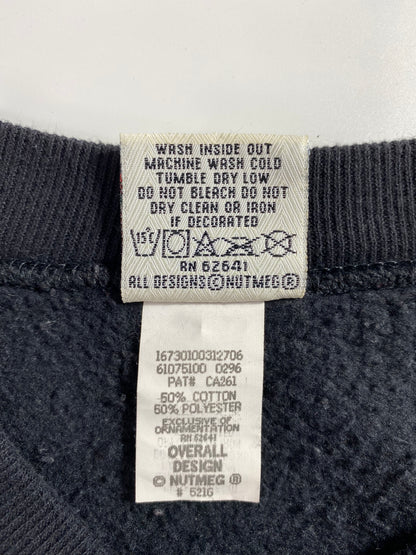 WASH INSIDE OUT
MACHINE WASH COLD
TUMBLE DRY LOW
DO NOT BLEACH DO NOT
DRY CLEAN OR IRON
IF DECORATED
15°C
RN 62641
ALL DESIGNS © NUTMEG ®
16730100312706
61075100 0296
PAT# CA261
50% COTTON
50% POLYESTER
EXCLUSIVE OF
ORNAMENTATION
RN 62641
OVERALL
DESIGN
© NUTMEG ®
# 521G